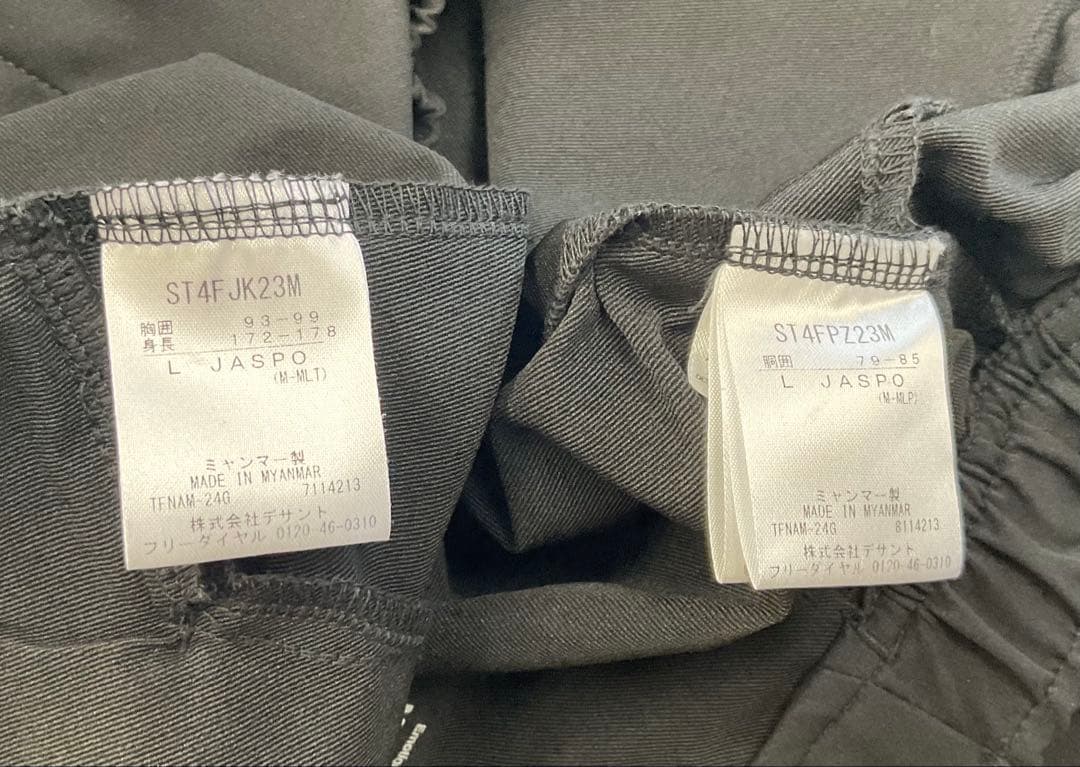 ST4FJK23M
胸囲 93-99
身長 172-178
L JASPO
(M-MLT)
ミャンマー製
MADE IN MYANMAR
TFNAM-24G 7114213
株式会社デサント
フリーダイヤル 0120-46-0310
ST4FPZ23M
胴囲 79-85
L JASPO
(M-MLP)
ミャンマー製
MADE IN MYANMAR
TFNAM-24G 8114213
株式会社デサント
フリーダイヤル 0120-46-0310